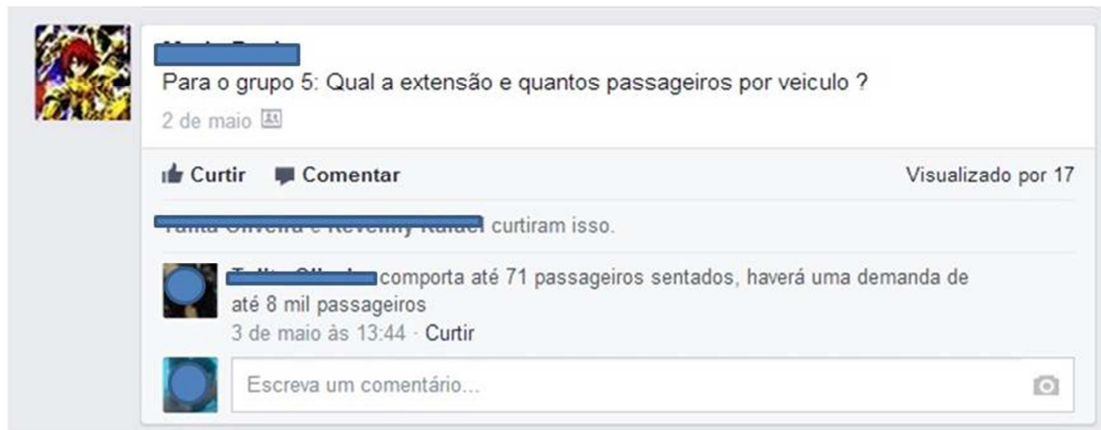 Para o grupo 5: Qual a extensão e quantos passageiros por veiculo ?
2 de maio
Curtir Comentar Visualizado por 17
curtiram isso.
comporta até 71 passageiros sentados, haverá uma demanda de
até 8 mil passageiros
3 de maio às 13:44 · Curtir
Escreva um comentário...